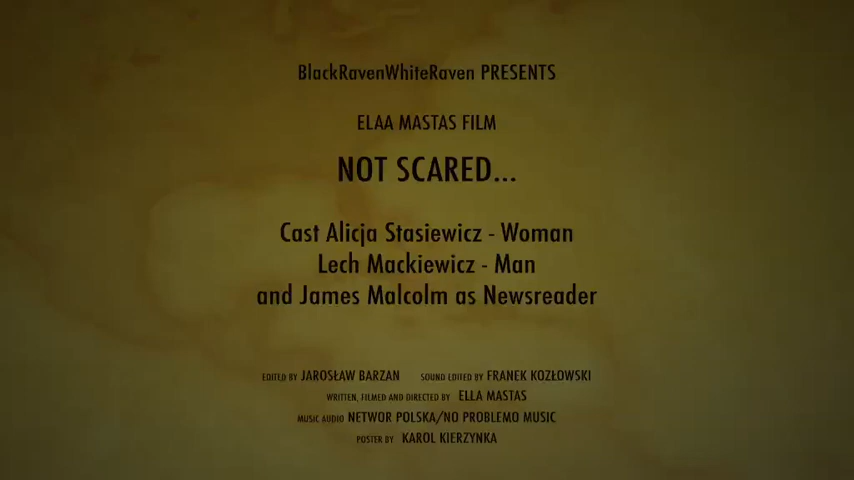 BlackRavenWhiteRaven PRESENTS
ELAA MASTAS FILM
NOT SCARED...
Cast Alicja Stasiewicz - Woman
Lech Mackiewicz - Man
and James Malcolm as Newsreader
EDITED BY JAROSŁAW BARZAN SOUND EDITED BY FRANEK KOZŁOWSKI
WRITTEN, FILMED AND DIRECTED BY ELLA MASTAS
MUSIC AUDIO NETWOR POLSKA/NO PROBLEMO MUSIC
POSTER BY KAROL KIERZYNKA